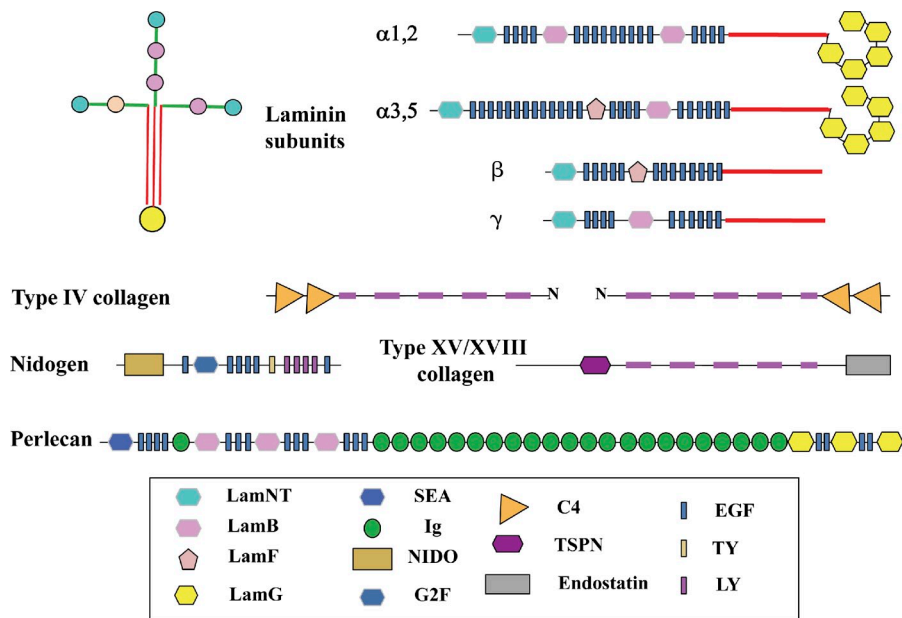 α1,2
Laminin
subunits
α3,5
β
γ
Type IV collagen
N N
Nidogen
Type XV/XVIII
collagen
Perlecan
LamNT SEA C4 EGF
LamB Ig TSPN TY
LamF NIDO Endostatin LY
LamG G2F